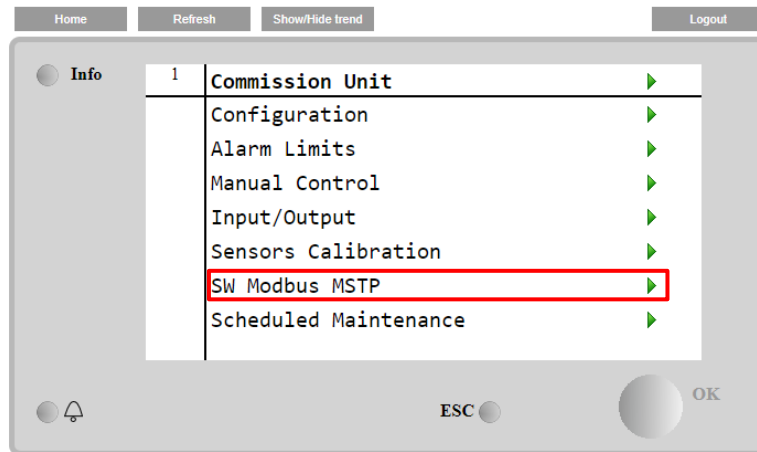 Home Refresh Show/Hide trend Logout
Info 1 Commission Unit
Configuration
Alarm Limits
Manual Control
Input/Output
Sensors Calibration
SW Modbus MSTP
Scheduled Maintenance
ESC OK